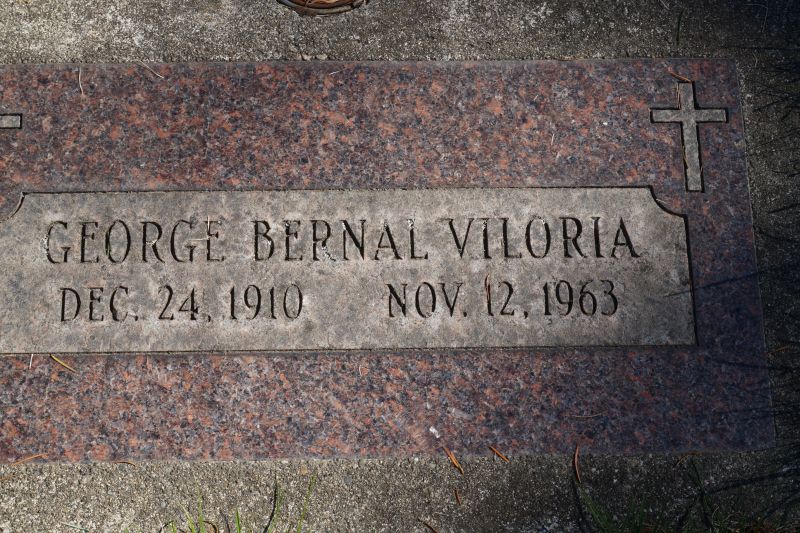 GEORGE BERNAL VILORIA
DEC. 24, 1910 NOV. 12, 1963